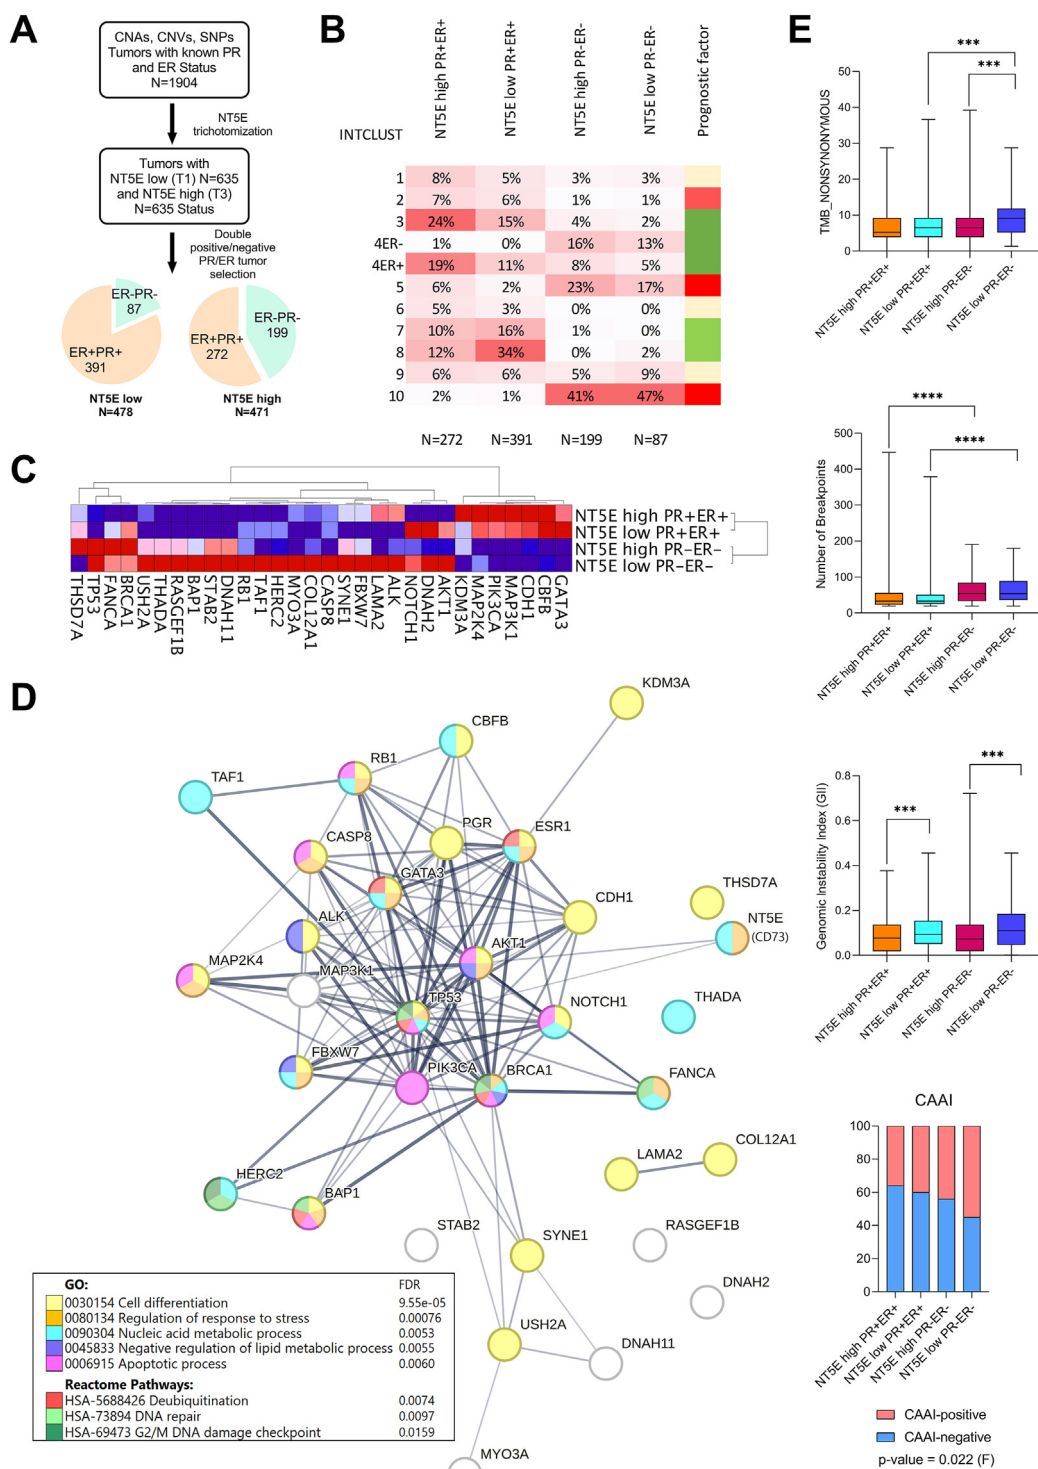 A
CNAs, CNVs, SNPs
Tumors with known PR
and ER Status
N=1904
NT5E
trichotomization
Tumors with
NT5E low (T1) N=635
and NT5E high (T3)
N=635 Status
Double
positive/negative
PR/ER tumor
selection
ER-PR-
87
ER+PR+
391
NT5E low
N=478
ER-PR-
199
ER+PR+
272
NT5E high
N=471
B
INTCLUST
NT5E high PR+ER+
NT5E low PR+ER+
NT5E high PR-ER-
NT5E low PR-ER-
Prognostic factor
1 8% 5% 3% 3%
2 7% 6% 1% 1%
3 24% 15% 4% 2%
4ER- 1% 0% 16% 13%
4ER+ 19% 11% 8% 5%
5 6% 2% 23% 17%
6 5% 3% 0% 0%
7 10% 16% 1% 0%
8 12% 34% 0% 2%
9 6% 6% 5% 9%
10 2% 1% 41% 47%
N=272 N=391 N=199 N=87
C
NT5E high PR+ER+
NT5E low PR+ER+
NT5E high PR-ER-
NT5E low PR-ER-
THSD7A
TP53
FANCA
BRCA1
USH2A
THADA
RASGEF1B
BAP1
STAB2
DNAH11
RB1
TAF1
HERC2
MYO3A
COL12A1
CASP8
SYNE1
FBXW7
LAMA2
ALK
NOTCH1
DNAH2
AKT1
KDM3A
MAP2K4
PIK3CA
MAP3K1
CDH1
CBFB
GATA3
D
KDM3A
CBFB
RB1
TAF1
PGR
ESR1
CASP8
GATA3
CDH1
THSD7A
ALK
NT5E
(CD73)
AKT1
MAP2K4
MAP3K1
TP53
NOTCH1
THADA
FBXW7
PIK3CA
BRCA1
FANCA
COL12A1
LAMA2
HERC2
BAP1
STAB2
RASGEF1B
SYNE1
DNAH2
USH2A
DNAH11
MYO3A
GO: FDR
0030154 Cell differentiation 9.55e-05
0080134 Regulation of response to stress 0.00076
0090304 Nucleic acid metabolic process 0.0053
0045833 Negative regulation of lipid metabolic process 0.0055
0006915 Apoptotic process 0.0060
Reactome Pathways:
HSA-5688426 Deubiquitination 0.0074
HSA-73894 DNA repair 0.0097
HSA-69473 G2/M DNA damage checkpoint 0.0159
E
***
***
TMB_NONSYNONYMOUS
50
40
30
20
10
0
NT5E high PR+ER+
NT5E low PR+ER+
NT5E high PR-ER-
NT5E low PR-ER-
****
****
Number of Breakpoints
500
400
300
200
100
0
NT5E high PR+ER+
NT5E low PR+ER+
NT5E high PR-ER-
NT5E low PR-ER-
***
***
Genomic Instability Index (GII)
0.8
0.6
0.4
0.2
0.0
NT5E high PR+ER+
NT5E low PR+ER+
NT5E high PR-ER-
NT5E low PR-ER-
CAAI
100
80
60
40
20
0
NT5E high PR+ER+
NT5E low PR+ER+
NT5E high PR-ER-
NT5E low PR-ER-
CAAI-positive
CAAI-negative
p-value = 0.022 (F)